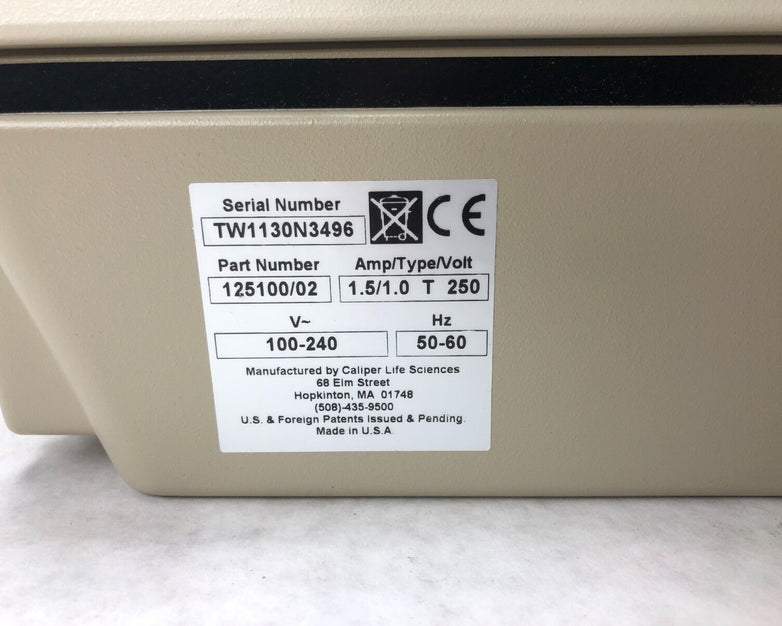 Serial Number
TW1130N3496
CE
Part Number
125100/02
Amp/Type/Volt
1.5/1.0 T 250
V~
100-240
Hz
50-60
Manufactured by Caliper Life Sciences
68 Elm Street
Hopkinton, MA 01748
(508)-435-9500
U.S. & Foreign Patents Issued & Pending.
Made in U.S.A.